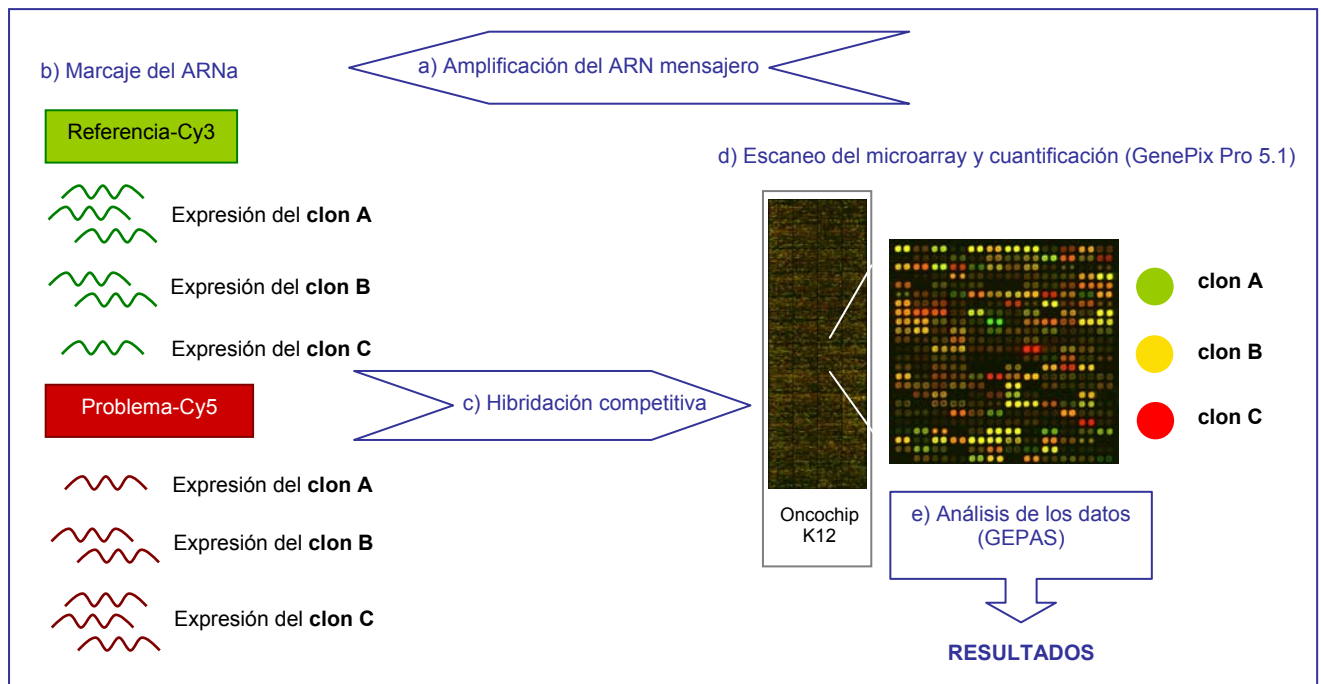 a) Amplificación del ARN mensajero
b) Marcaje del ARNa
Referencia-Cy3
Expresión del clon A
Expresión del clon B
Expresión del clon C
Problema-Cy5
Expresión del clon A
Expresión del clon B
Expresión del clon C
c) Hibridación competitiva
d) Escaneo del microarray y cuantificación (GenePix Pro 5.1)
Oncochip
K12
clon A
clon B
clon C
e) Análisis de los datos
(GEPAS)
RESULTADOS